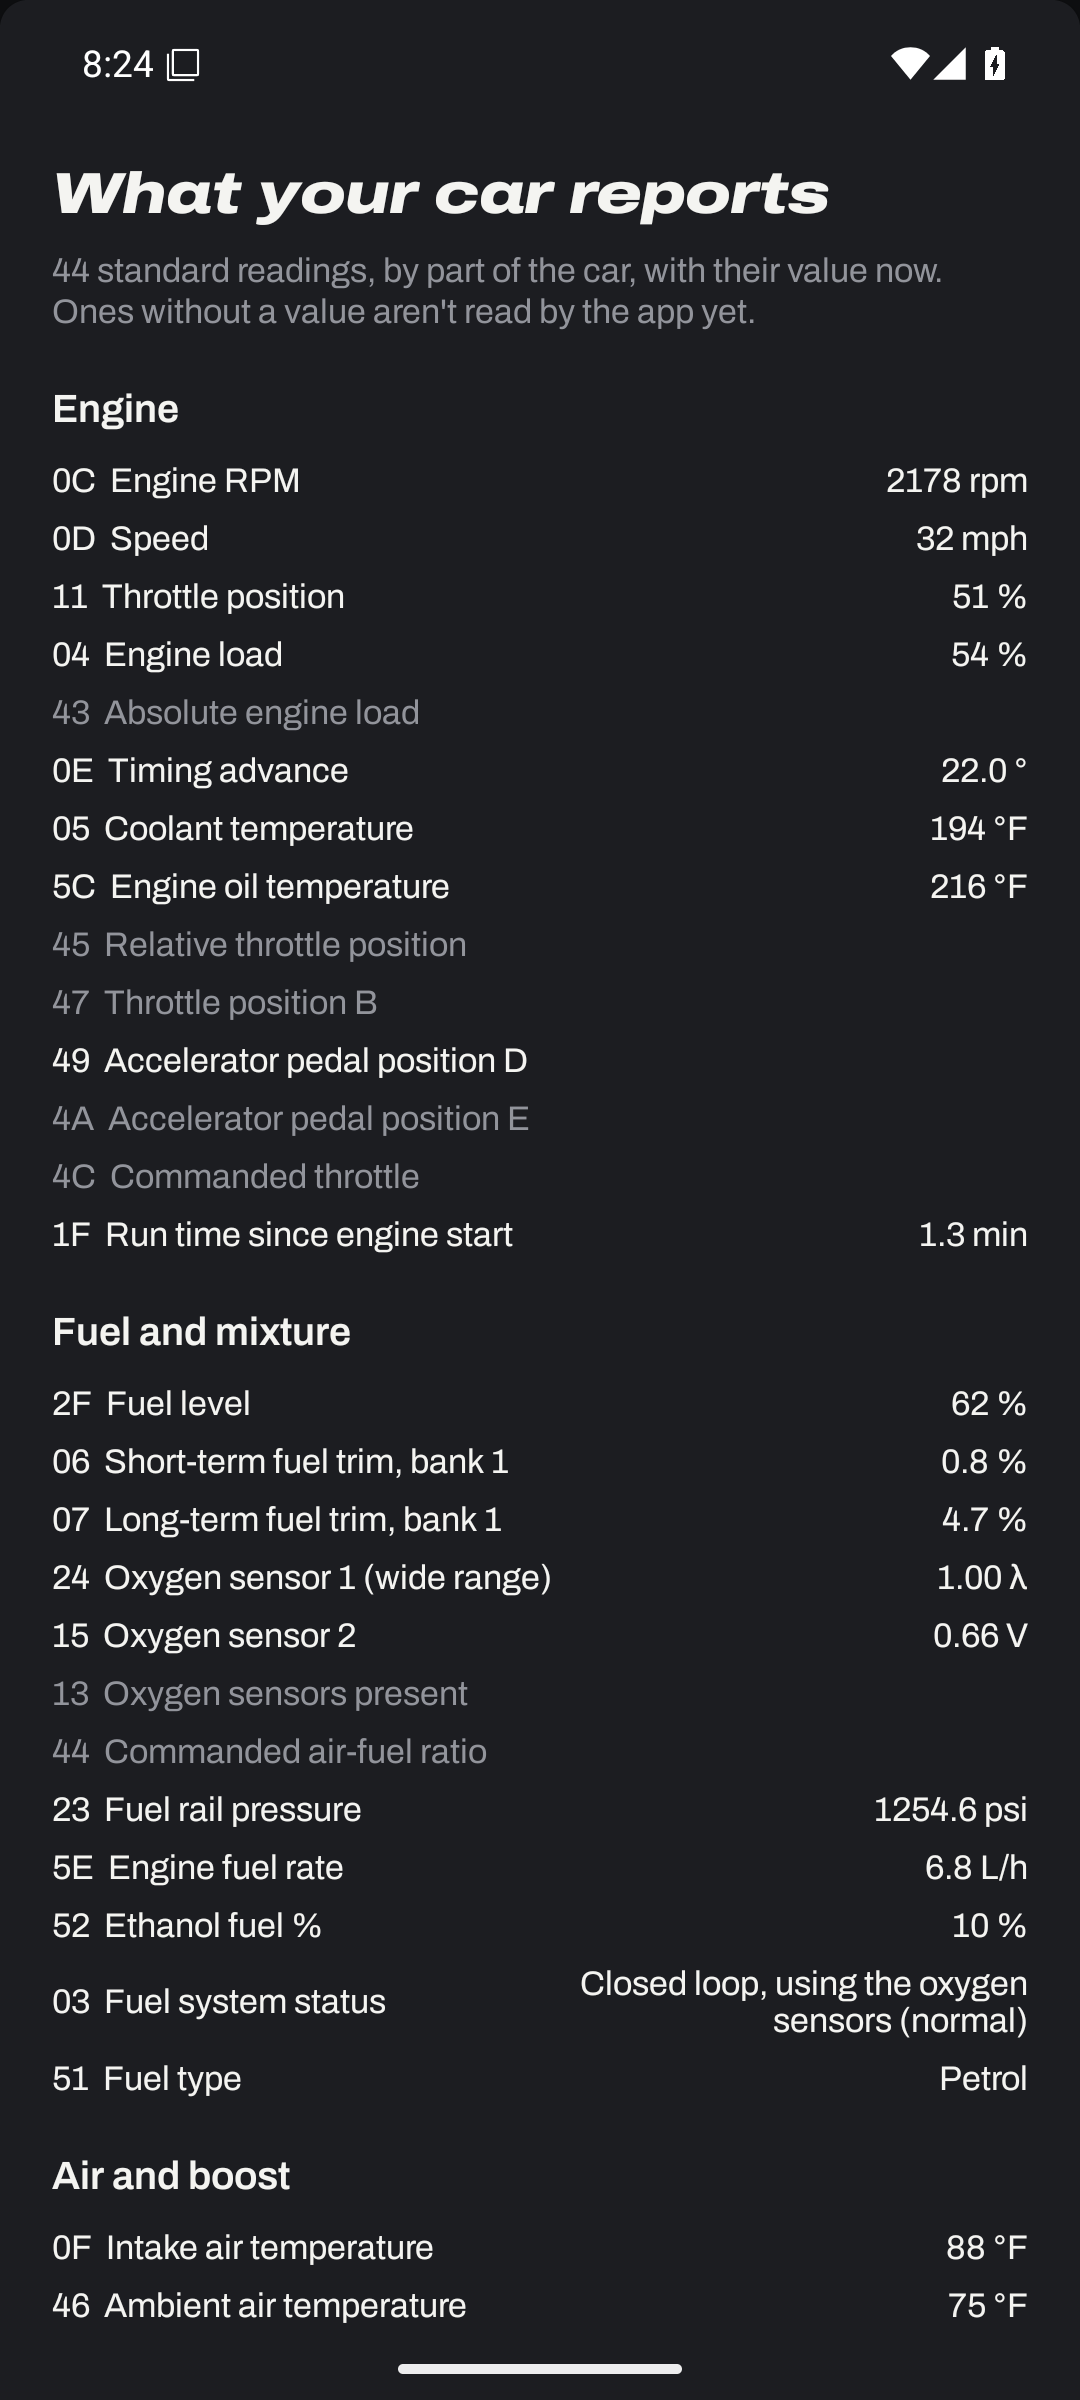 8:24
What your car reports
44 standard readings, by part of the car, with their value now.
Ones without a value aren't read by the app yet.
Engine
0C Engine RPM 2178 rpm
0D Speed 32 mph
11 Throttle position 51 %
04 Engine load 54 %
43 Absolute engine load
0E Timing advance 22.0 °
05 Coolant temperature 194 °F
5C Engine oil temperature 216 °F
45 Relative throttle position
47 Throttle position B
49 Accelerator pedal position D
4A Accelerator pedal position E
4C Commanded throttle
1F Run time since engine start 1.3 min
Fuel and mixture
2F Fuel level 62 %
06 Short-term fuel trim, bank 1 0.8 %
07 Long-term fuel trim, bank 1 4.7 %
24 Oxygen sensor 1 (wide range) 1.00 λ
15 Oxygen sensor 2 0.66 V
13 Oxygen sensors present
44 Commanded air-fuel ratio
23 Fuel rail pressure 1254.6 psi
5E Engine fuel rate 6.8 L/h
52 Ethanol fuel % 10 %
03 Fuel system status Closed loop, using the oxygen
sensors (normal)
51 Fuel type Petrol
Air and boost
0F Intake air temperature 88 °F
46 Ambient air temperature 75 °F